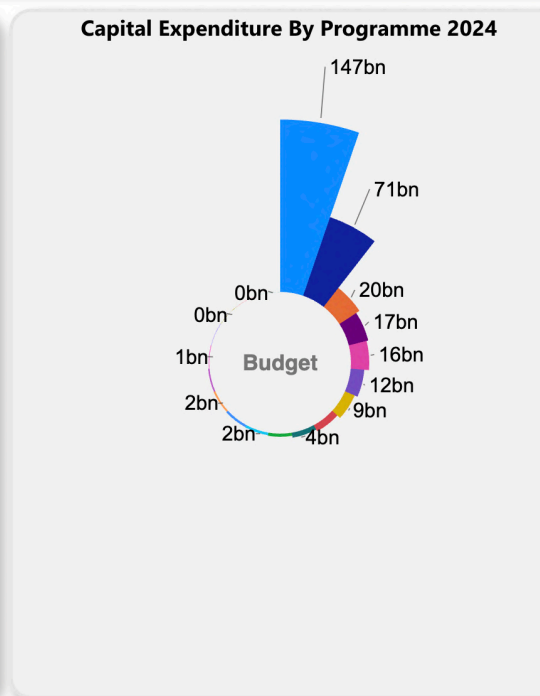 Capital Expenditure By Programme 2024
147bn
71bn
0bn
20bn
0bn
17bn
1bn
16bn
Budget
12bn
2bn
9bn
2bn
4bn